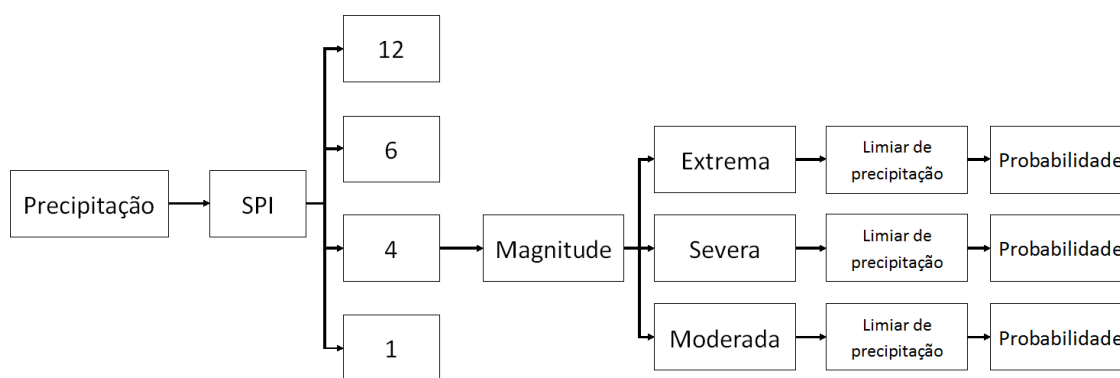 Precipitação
SPI
12
6
4
1
Magnitude
Extrema
Limiar de
precipitação
Probabilidade
Severa
Limiar de
precipitação
Probabilidade
Moderada
Limiar de
precipitação
Probabilidade